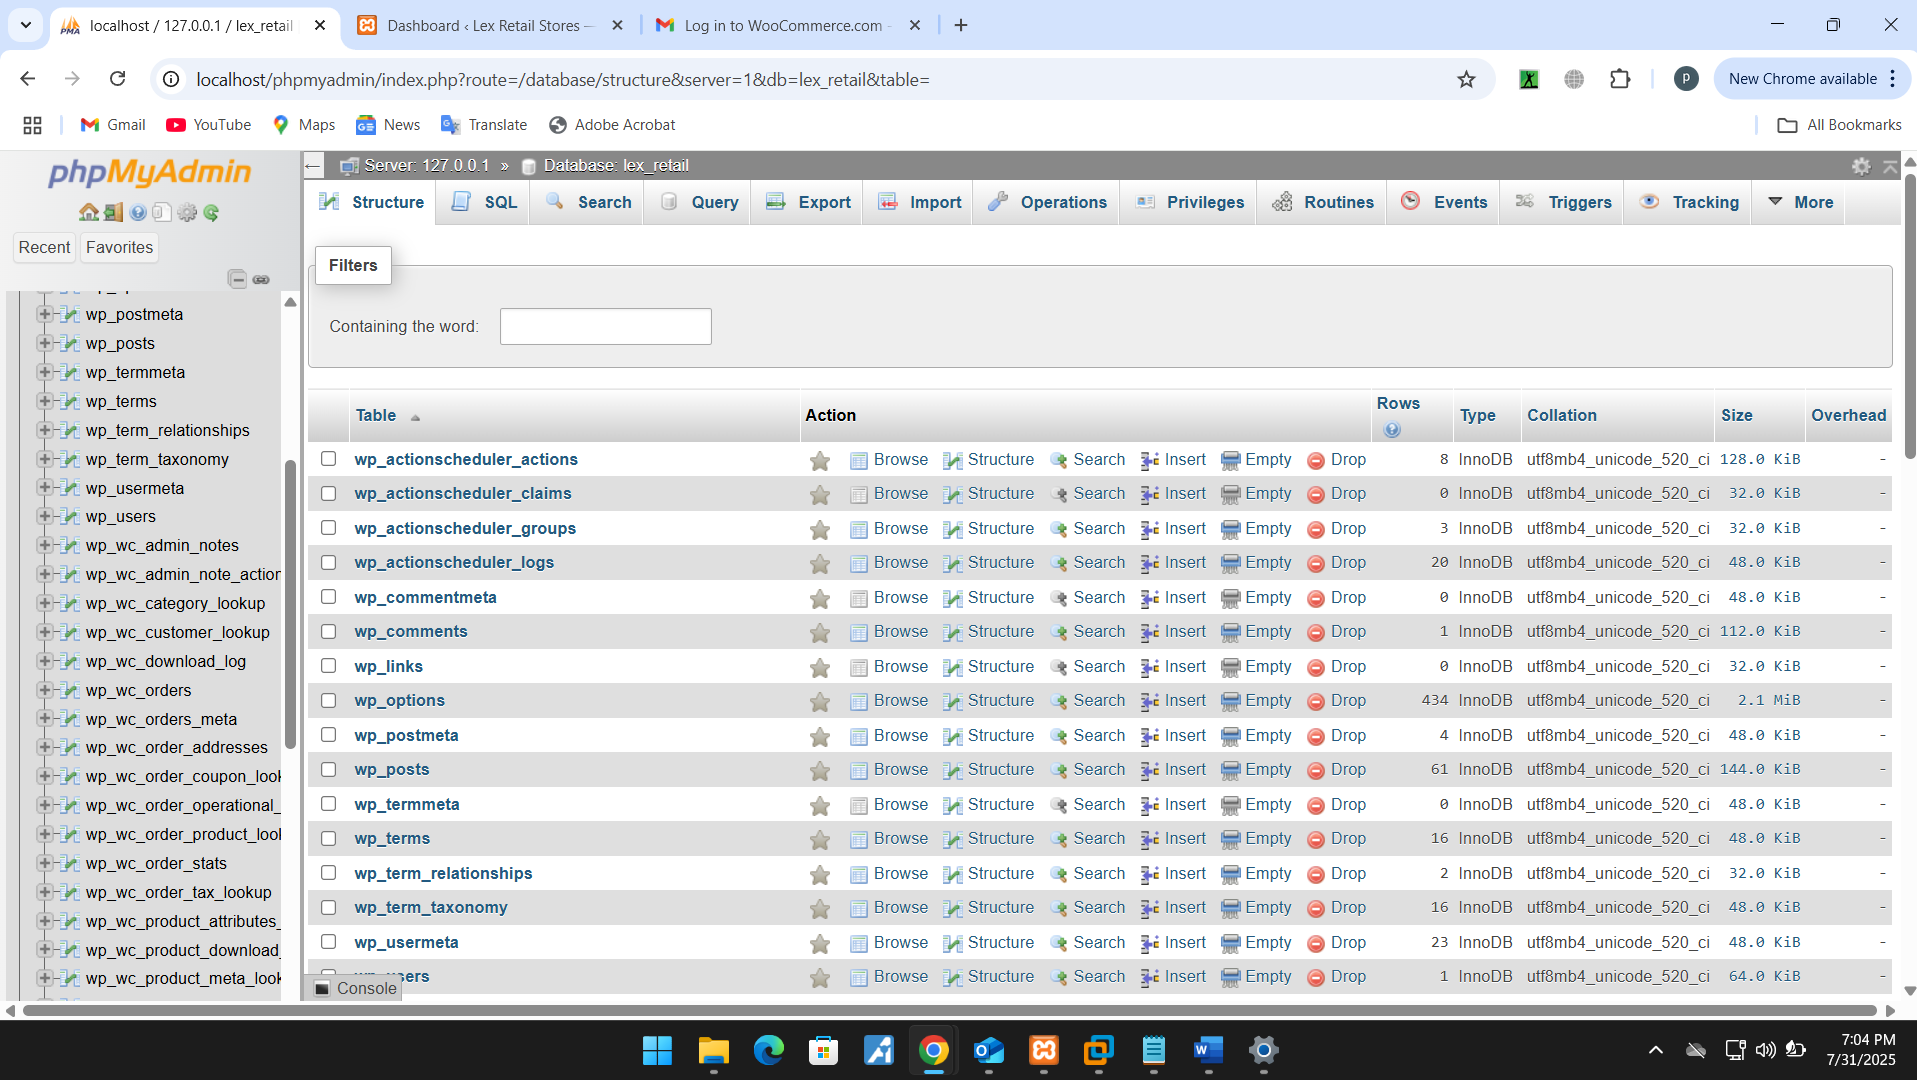 localhost / 127.0.0.1 / lex_retail
Dashboard ‹ Lex Retail Stores —
Log in to WooCommerce.com -
localhost/phpmyadmin/index.php?route=/database/structure&server=1&db=lex_retail&table=
P
New Chrome available
Gmail
YouTube
Maps
News
Translate
Adobe Acrobat
All Bookmarks
phpMyAdmin
Recent
Favorites
wp_postmeta
wp_posts
wp_termmeta
wp_terms
wp_term_relationships
wp_term_taxonomy
wp_usermeta
wp_users
wp_wc_admin_notes
wp_wc_admin_note_action
wp_wc_category_lookup
wp_wc_customer_lookup
wp_wc_download_log
wp_wc_orders
wp_wc_orders_meta
wp_wc_order_addresses
wp_wc_order_coupon_look
wp_wc_order_operational_
wp_wc_order_product_look
wp_wc_order_stats
wp_wc_order_tax_lookup
wp_wc_product_attributes_
wp_wc_product_download_
wp_wc_product_meta_look
Server: 127.0.0.1 » Database: lex_retail
Structure SQL Search Query Export Import Operations Privileges Routines Events Triggers Tracking More
Filters
Containing the word:
Table Action Rows Type Collation Size Overhead
wp_actionscheduler_actions Browse Structure Search Insert Empty Drop 8 InnoDB utf8mb4_unicode_520_ci 128.0 KiB -
wp_actionscheduler_claims Browse Structure Search Insert Empty Drop 0 InnoDB utf8mb4_unicode_520_ci 32.0 KiB -
wp_actionscheduler_groups Browse Structure Search Insert Empty Drop 3 InnoDB utf8mb4_unicode_520_ci 32.0 KiB -
wp_actionscheduler_logs Browse Structure Search Insert Empty Drop 20 InnoDB utf8mb4_unicode_520_ci 48.0 KiB -
wp_commentmeta Browse Structure Search Insert Empty Drop 0 InnoDB utf8mb4_unicode_520_ci 48.0 KiB -
wp_comments Browse Structure Search Insert Empty Drop 1 InnoDB utf8mb4_unicode_520_ci 112.0 KiB -
wp_links Browse Structure Search Insert Empty Drop 0 InnoDB utf8mb4_unicode_520_ci 32.0 KiB -
wp_options Browse Structure Search Insert Empty Drop 434 InnoDB utf8mb4_unicode_520_ci 2.1 MiB -
wp_postmeta Browse Structure Search Insert Empty Drop 4 InnoDB utf8mb4_unicode_520_ci 48.0 KiB -
wp_posts Browse Structure Search Insert Empty Drop 61 InnoDB utf8mb4_unicode_520_ci 144.0 KiB -
wp_termmeta Browse Structure Search Insert Empty Drop 0 InnoDB utf8mb4_unicode_520_ci 48.0 KiB -
wp_terms Browse Structure Search Insert Empty Drop 16 InnoDB utf8mb4_unicode_520_ci 48.0 KiB -
wp_term_relationships Browse Structure Search Insert Empty Drop 2 InnoDB utf8mb4_unicode_520_ci 32.0 KiB -
wp_term_taxonomy Browse Structure Search Insert Empty Drop 16 InnoDB utf8mb4_unicode_520_ci 48.0 KiB -
wp_usermeta Browse Structure Search Insert Empty Drop 23 InnoDB utf8mb4_unicode_520_ci 48.0 KiB -
wp_users Browse Structure Search Insert Empty Drop 1 InnoDB utf8mb4_unicode_520_ci 64.0 KiB -
Console
7:04 PM
7/31/2025